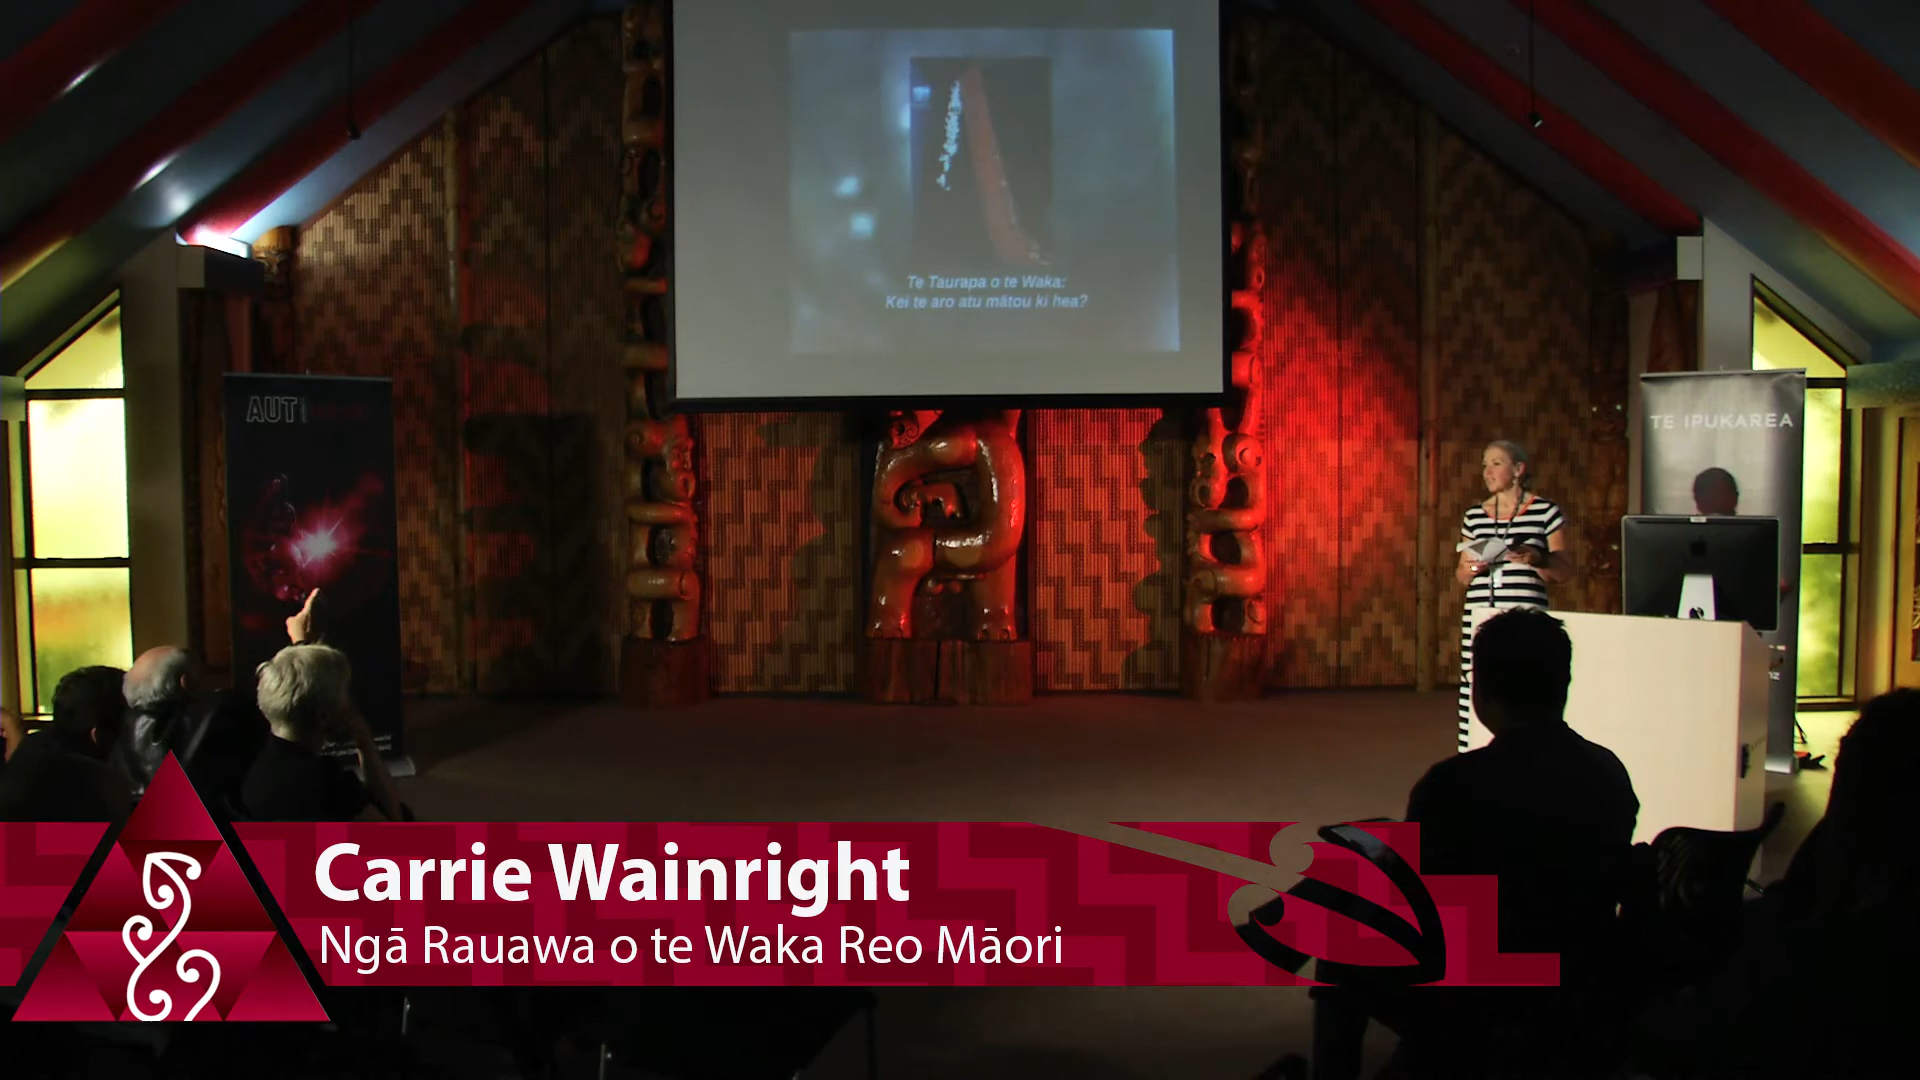 Te Taurapa o te Waka:
Kei te aro atu mātou ki hea?
AUT
TE IPUKAREA
nz
Carrie Wainright
Ngā Rauawa o te Waka Reo Māori